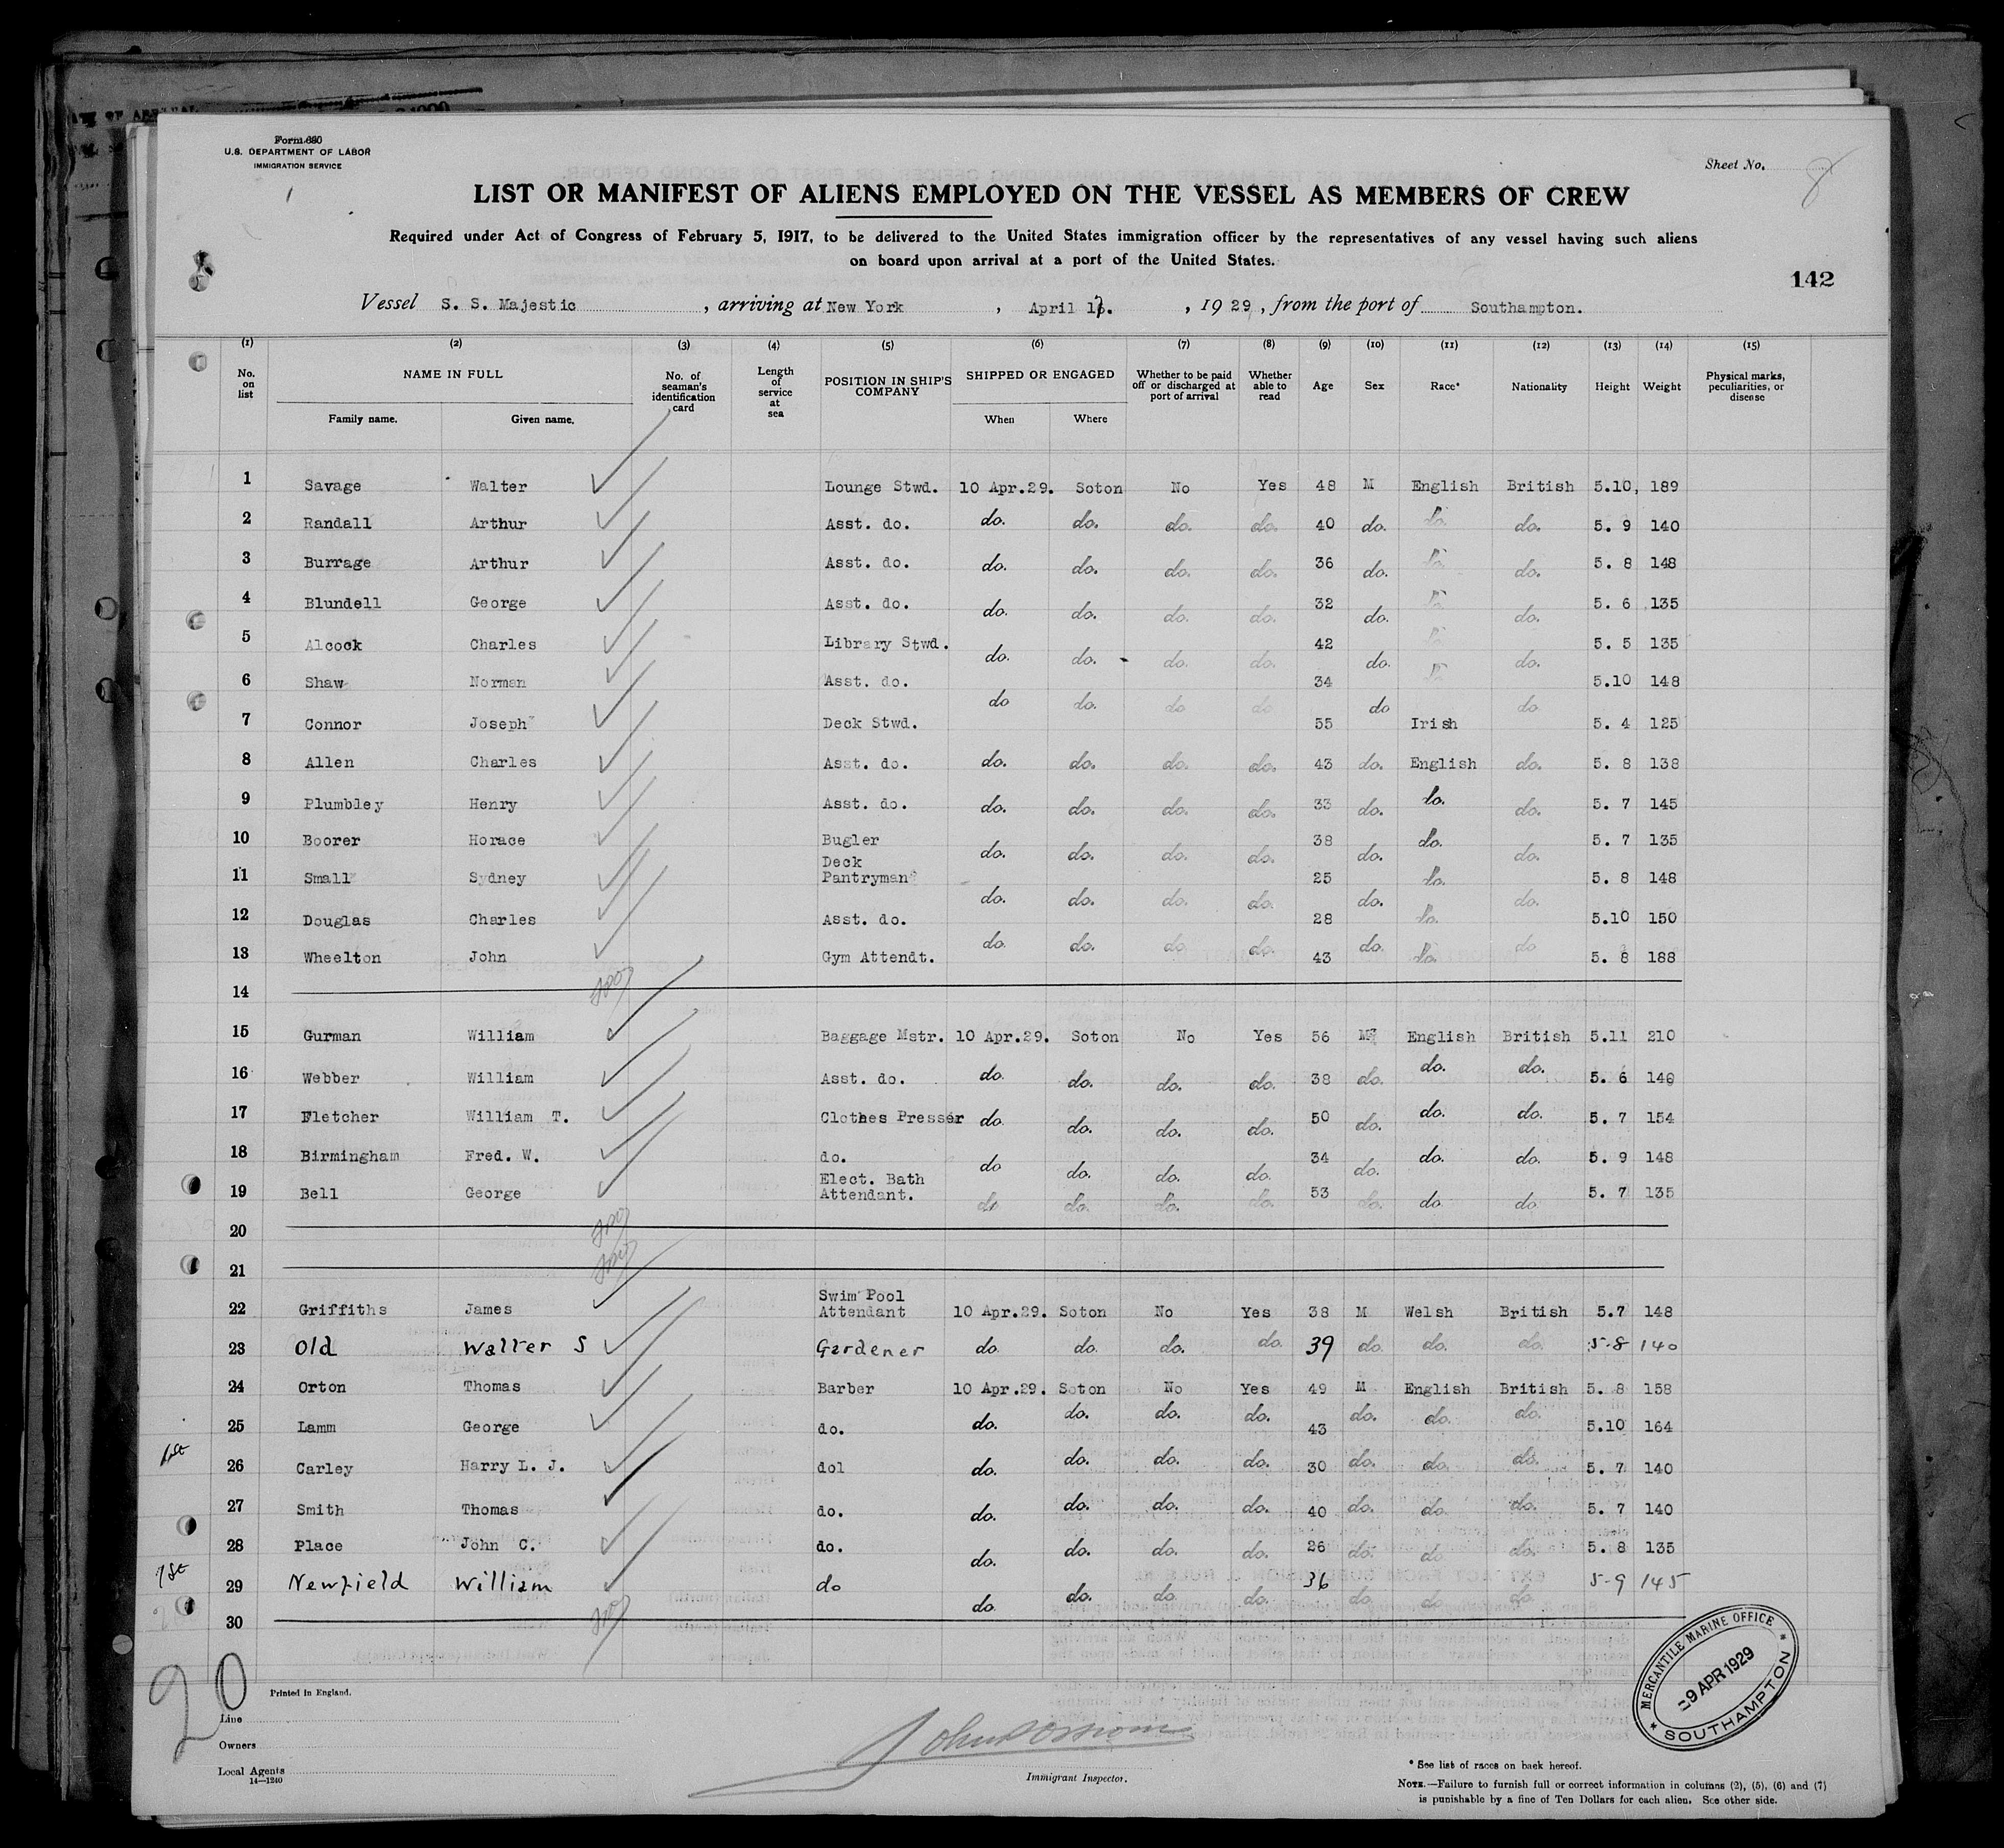 Form 680
U.S. DEPARTMENT OF LABOR
IMMIGRATION SERVICE
Sheet No. 8
LIST OR MANIFEST OF ALIENS EMPLOYED ON THE VESSEL AS MEMBERS OF CREW
Required under Act of Congress of February 5, 1917, to be delivered to the United States immigration officer by the representatives of any vessel having such aliens
on board upon arrival at a port of the United States.
142
Vessel S. S. Majestic , arriving at New York , April 17. , 1929, from the port of Southampton.
(1) (2) (3) (4) (5) (6) (7) (8) (9) (10) (11) (12) (13) (14) (15)
No. on list NAME IN FULL Family name. Given name. No. of seaman's identification card Length of service at sea POSITION IN SHIP'S COMPANY SHIPPED OR ENGAGED When Where Whether to be paid off or discharged at port of arrival Whether able to read Age Sex Race* Nationality Height Weight Physical marks, peculiarities, or disease
1 Savage Walter Lounge Stwd. 10 Apr.29. Soton No Yes 48 M English British 5.10, 189
2 Randall Arthur Asst. do. do. do. do. do. 40 do. do. do. 5. 9 140
3 Burrage Arthur Asst. do. do. do. do. do. 36 do. do. do. 5. 8 148
4 Blundell George Asst. do. do. do. do. do. 32 do. do. do. 5. 6 135
5 Alcock Charles Library Stwd. do. do. do. do. 42 do. do. do. 5. 5 135
6 Shaw Norman Asst. do. do do. do do 34 do do. do 5.10 148
7 Connor Joseph Deck Stwd. 55 Irish 5. 4 125
8 Allen Charles Asst. do. do. do. do. do. 43 do. English do. 5. 8 138
9 Plumbley Henry Asst. do. do. do. do. do. 33 do. do. do. 5. 7 145
10 Boorer Horace Bugler do. do. do. do. 38 do. do. do. 5. 7 135
11 Small Sydney Deck Pantryman do. do. do. do. 25 do. do. do. 5. 8 148
12 Douglas Charles Asst. do. do. do. do. do. 28 do. do. do 5.10 150
13 Wheelton John Gym Attendt. 43 do. 5. 8 188
14
15 Gurman William Baggage Mstr. 10 Apr.29. Soton No Yes 56 M English British 5.11 210
16 Webber William Asst. do. do. do. do. do. 38 do. do. do. 5. 6 140
17 Fletcher William T. Clothes Presser do. do. do. do. 50 do. do. do. 5. 7 154
18 Birmingham Fred. W. do. do do. do. do. 34 do. do. do. 5. 9 148
19 Bell George Elect. Bath Attendant. do do. do. do. 53 do. do do 5. 7 135
20
21
22 Griffiths James Swim Pool Attendant 10 Apr.29. Soton No Yes 38 M Welsh British 5.7 148
23 Old Walter S Gardener do. do. do. do. 39 do. do. do. 5-8 140
24 Orton Thomas Barber 10 Apr.29. Soton No Yes 49 M English British 5. 8 158
25 Lamm George do. do. do. do. do. 43 do. do. do. 5.10 164
26 Carley Harry L. J. dol do. do. do. do. 30 do. do. do. 5. 7 140
27 Smith Thomas do. do. do. do. do. 40 do. do. do. 5. 7 140
28 Place John C. do. do. do. do. do. 26 do. do do. 5. 8 135
29 Newfield William do do do. do. do. 36 do. do do. 5-9 145
30
20
Printed in England.
Line
Owners
Local Agents
14—1240
Immigrant Inspector.
MERCANTILE MARINE OFFICE
9 APR 1929
SOUTHAMPTON
* See list of races on back hereof.
NOTE.—Failure to furnish full or correct information in columns (2), (5), (6) and (7)
is punishable by a fine of Ten Dollars for each alien. See other side.